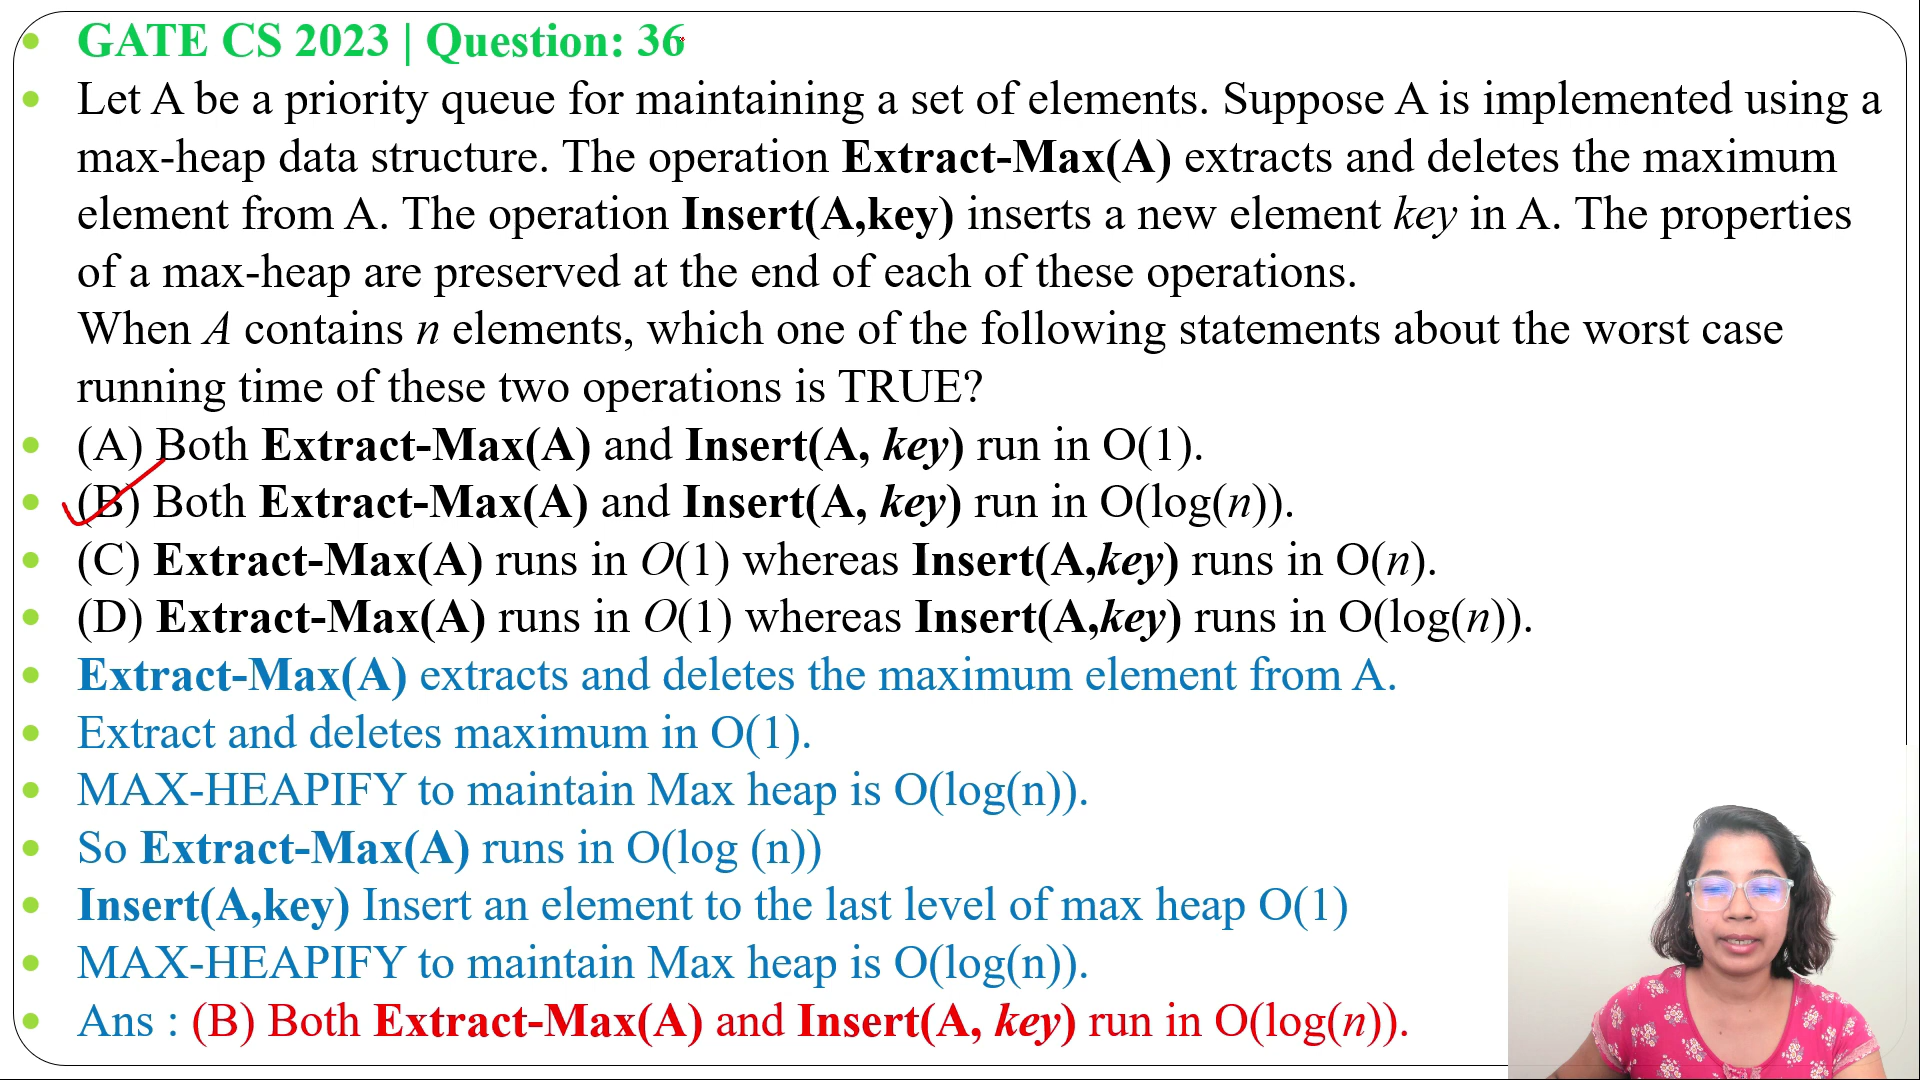 GATE CS 2023 | Question: 36
Let A be a priority queue for maintaining a set of elements. Suppose A is implemented using a
max-heap data structure. The operation Extract-Max(A) extracts and deletes the maximum
element from A. The operation Insert(A,key) inserts a new element key in A. The properties
of a max-heap are preserved at the end of each of these operations.
When A contains n elements, which one of the following statements about the worst case
running time of these two operations is TRUE?
(A) Both Extract-Max(A) and Insert(A, key) run in O(1).
(B) Both Extract-Max(A) and Insert(A, key) run in O(log(n)).
(C) Extract-Max(A) runs in O(1) whereas Insert(A,key) runs in O(n).
(D) Extract-Max(A) runs in O(1) whereas Insert(A,key) runs in O(log(n)).
Extract-Max(A) extracts and deletes the maximum element from A.
Extract and deletes maximum in O(1).
MAX-HEAPIFY to maintain Max heap is O(log(n)).
So Extract-Max(A) runs in O(log (n))
Insert(A,key) Insert an element to the last level of max heap O(1)
MAX-HEAPIFY to maintain Max heap is O(log(n)).
Ans : (B) Both Extract-Max(A) and Insert(A, key) run in O(log(n)).